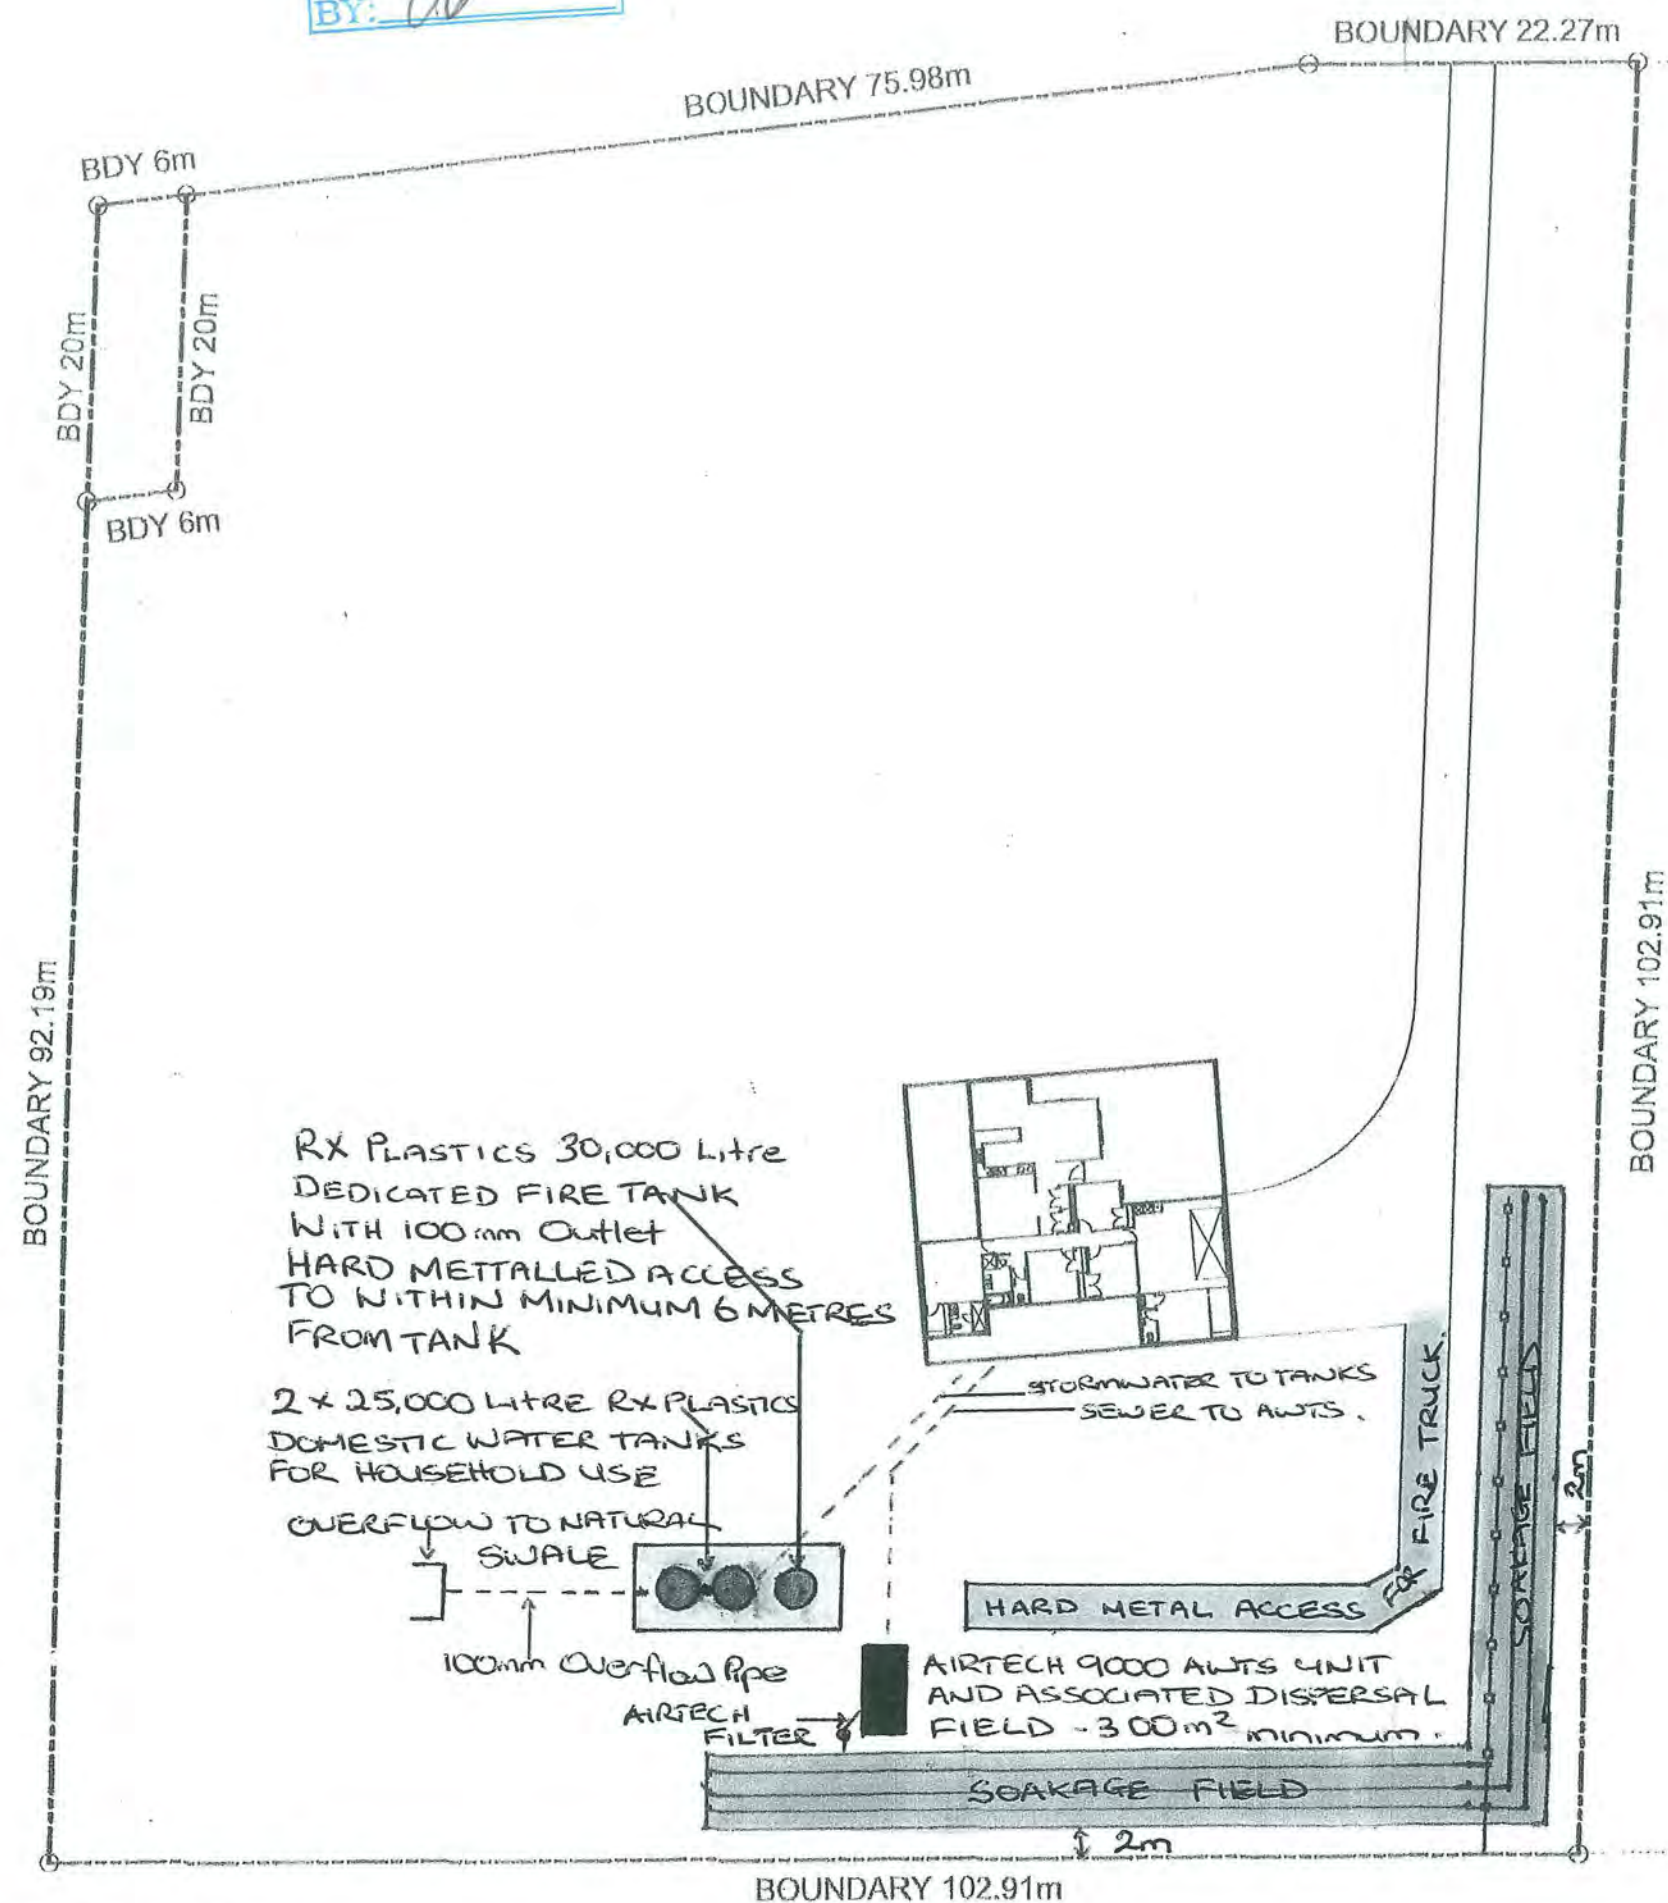 BY:
BOUNDARY 22.27m
BOUNDARY 75.98m
BDY 6m
BDY 20m
BDY 20m
BDY 6m
BOUNDARY 92.19m
BOUNDARY 102.91m
RX PLASTICS 30,000 Litre
DEDICATED FIRE TANK
WITH 100mm Outlet
HARD METTALLED ACCESS
TO WITHIN MINIMUM 6 METRES
FROM TANK
2 x 25,000 LITRE RX PLASTICS
DOMESTIC WATER TANKS
FOR HOUSEHOLD USE
OVERFLOW TO NATURAL
SWALE
STORMWATER TO TANKS
SEWER TO AWTS.
HARD METAL ACCESS FOR FIRE TRUCK.
SOAKAGE FIELD
2m
100mm Overflow Pipe
AIRTECH
FILTER
AIRTECH 9000 AWTS UNIT
AND ASSOCIATED DISPERSAL
FIELD - 300m² minimum.
SOAKAGE FIELD
2m
BOUNDARY 102.91m